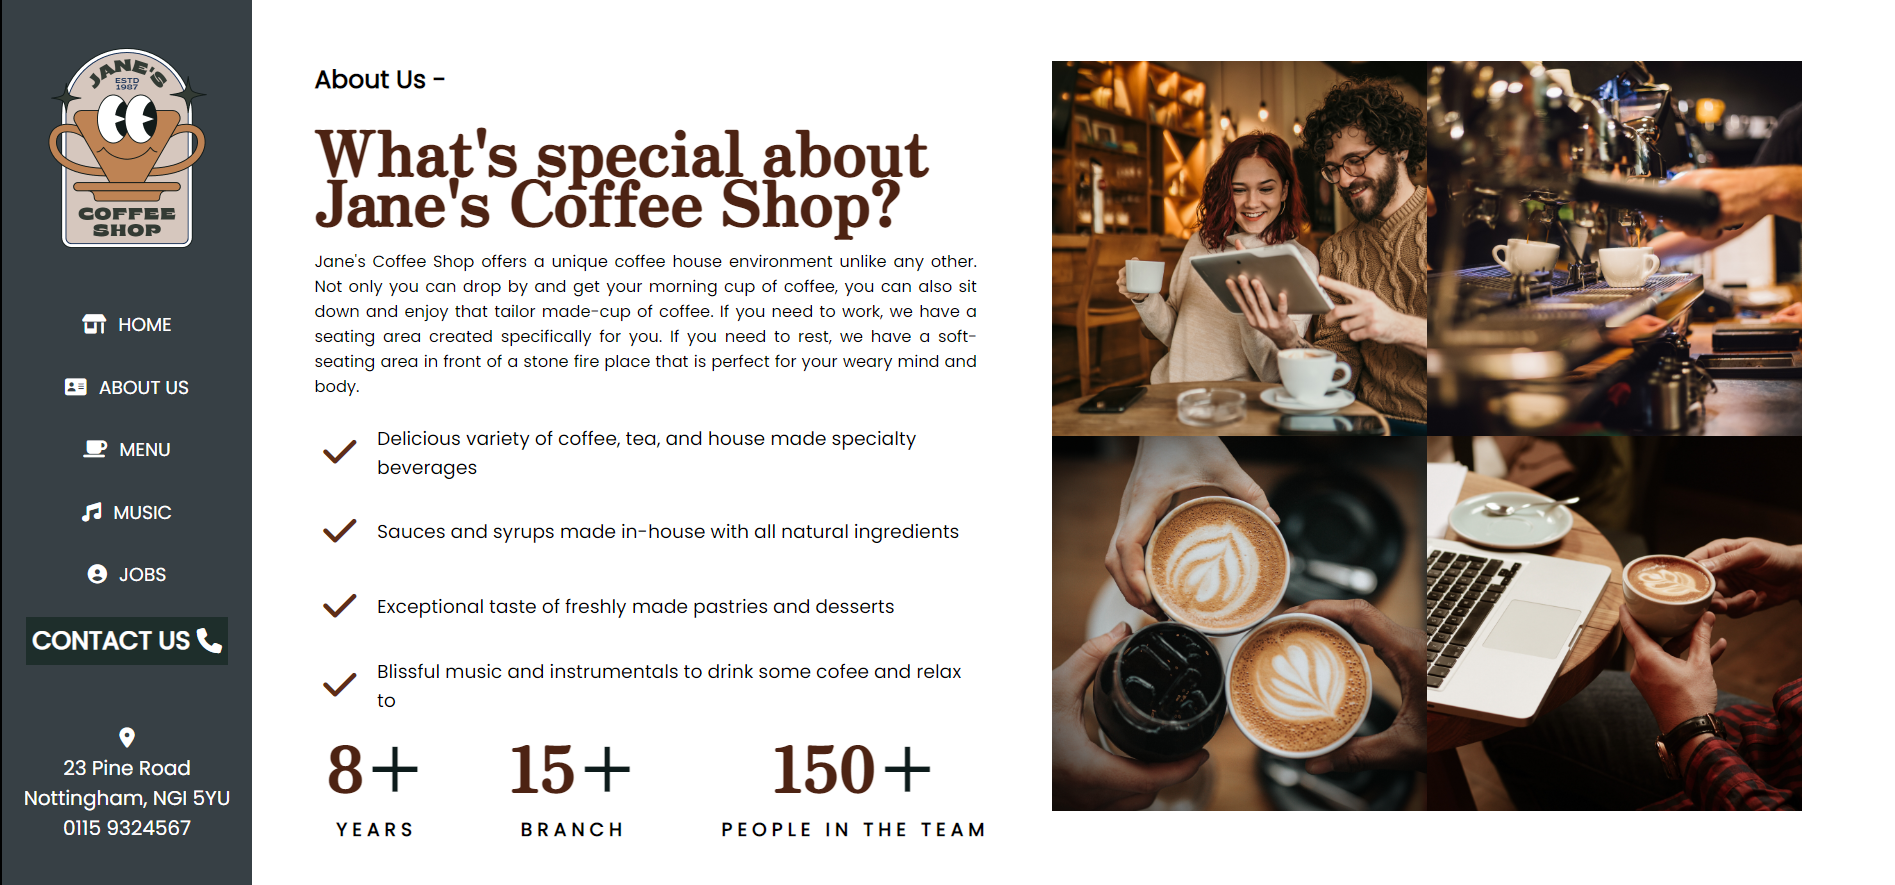 JANE'S
ESTD
1987
COFFEE
SHOP
HOME
ABOUT US
MENU
MUSIC
JOBS
CONTACT US
23 Pine Road
Nottingham, NGI 5YU
0115 9324567
About Us -
What's special about
Jane's Coffee Shop?
Jane's Coffee Shop offers a unique coffee house environment unlike any other.
Not only you can drop by and get your morning cup of coffee, you can also sit
down and enjoy that tailor made-cup of coffee. If you need to work, we have a
seating area created specifically for you. If you need to rest, we have a soft-
seating area in front of a stone fire place that is perfect for your weary mind and
body.
Delicious variety of coffee, tea, and house made specialty
beverages
Sauces and syrups made in-house with all natural ingredients
Exceptional taste of freshly made pastries and desserts
Blissful music and instrumentals to drink some cofee and relax
to
8+ 15+ 150+
YEARS BRANCH PEOPLE IN THE TEAM